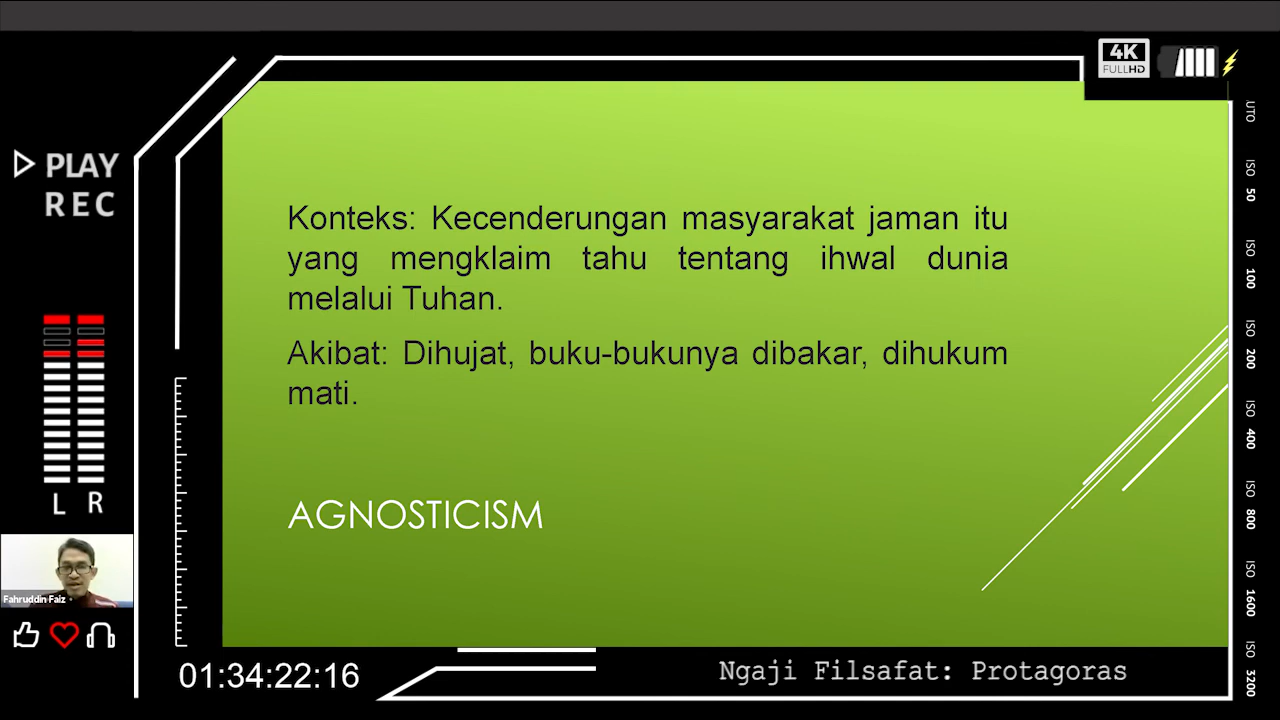 4K
FULLHD
PLAY
REC
Konteks: Kecenderungan masyarakat jaman itu
yang mengklaim tahu tentang ihwal dunia
melalui Tuhan.
Akibat: Dihujat, buku-bukunya dibakar, dihukum
mati.
AGNOSTICISM
L R
Fahruddin Faiz
01:34:22:16
Ngaji Filsafat: Protagoras
UTO
ISO 50
ISO 100
ISO 200
ISO 400
ISO 800
ISO 1600
ISO 3200